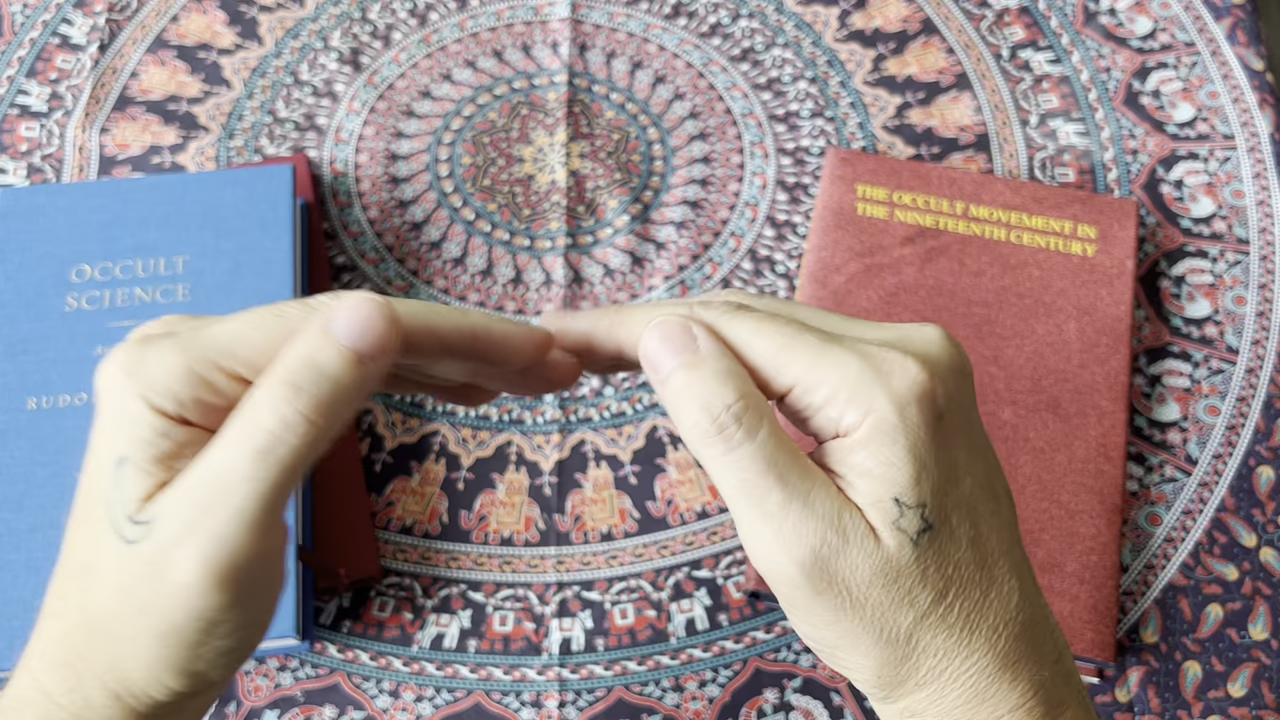 OCCULT
SCIENCE
THE OCCULT MOVEMENT IN
THE NINETEENTH CENTURY